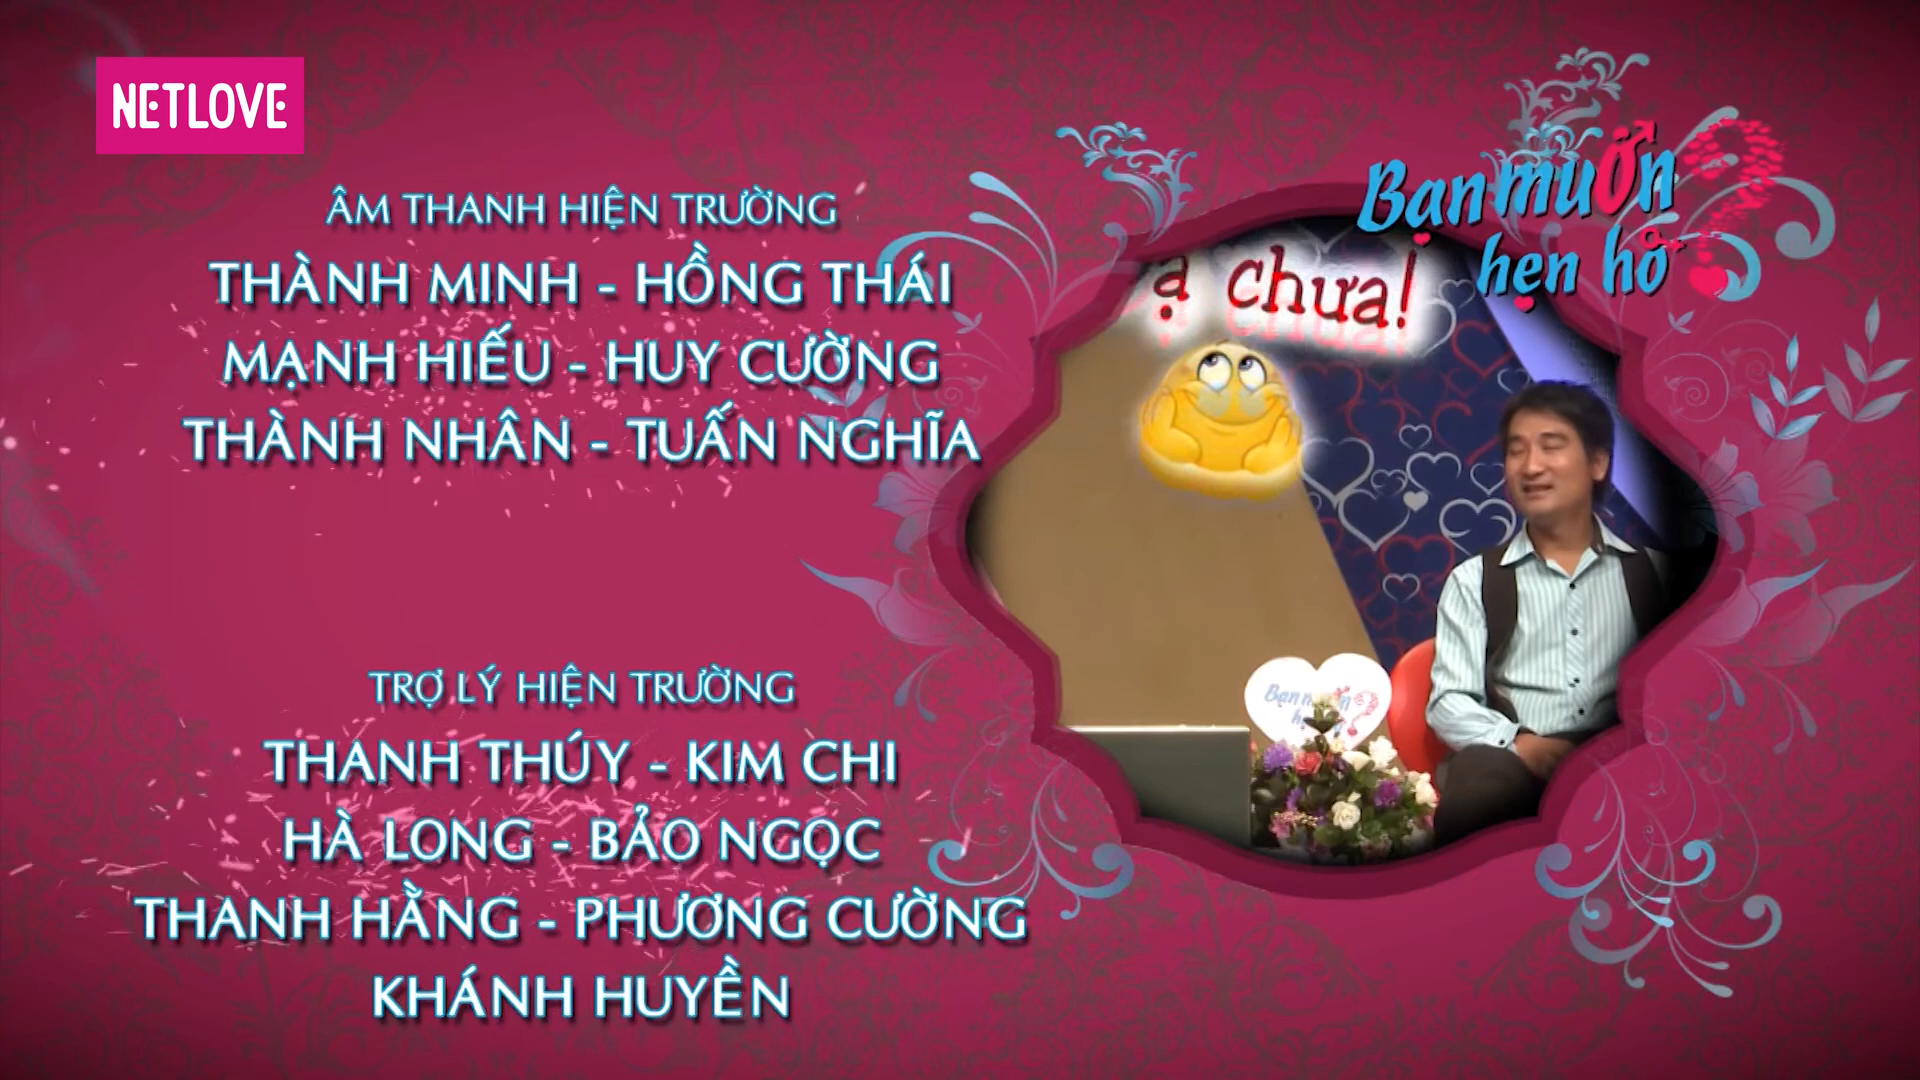 NETLOVE
Bạn muốn
hẹn hò ?
ÂM THANH HIỆN TRƯỜNG
THÀNH MINH - HỒNG THÁI
MẠNH HIẾU - HUY CƯỜNG
THÀNH NHÂN - TUẤN NGHĨA
ạ chưa!
TRỢ LÝ HIỆN TRƯỜNG
THANH THÚY - KIM CHI
HÀ LONG - BẢO NGỌC
THANH HẰNG - PHƯƠNG CƯỜNG
KHÁNH HUYỀN
Bạn muốn